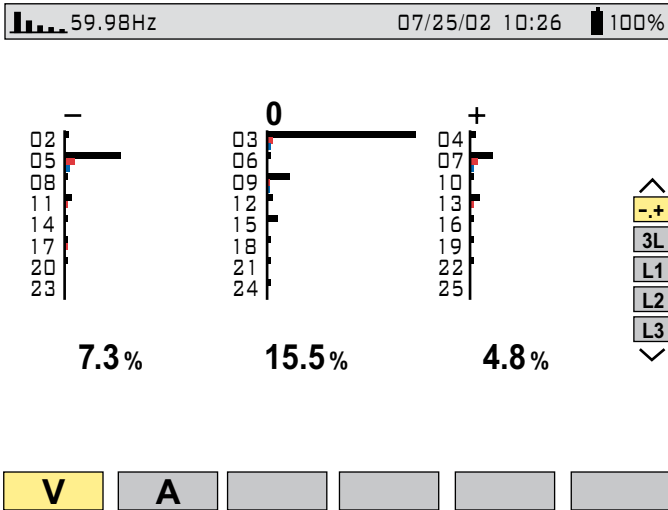 59.98Hz 07/25/02 10:26 100%
– 0 +
02 03 04
05 06 07
08 09 10
11 12 13
14 15 16
17 18 19
20 21 22
23 24 25
-.+
3L
L1
L2
L3
7.3% 15.5% 4.8%
V A